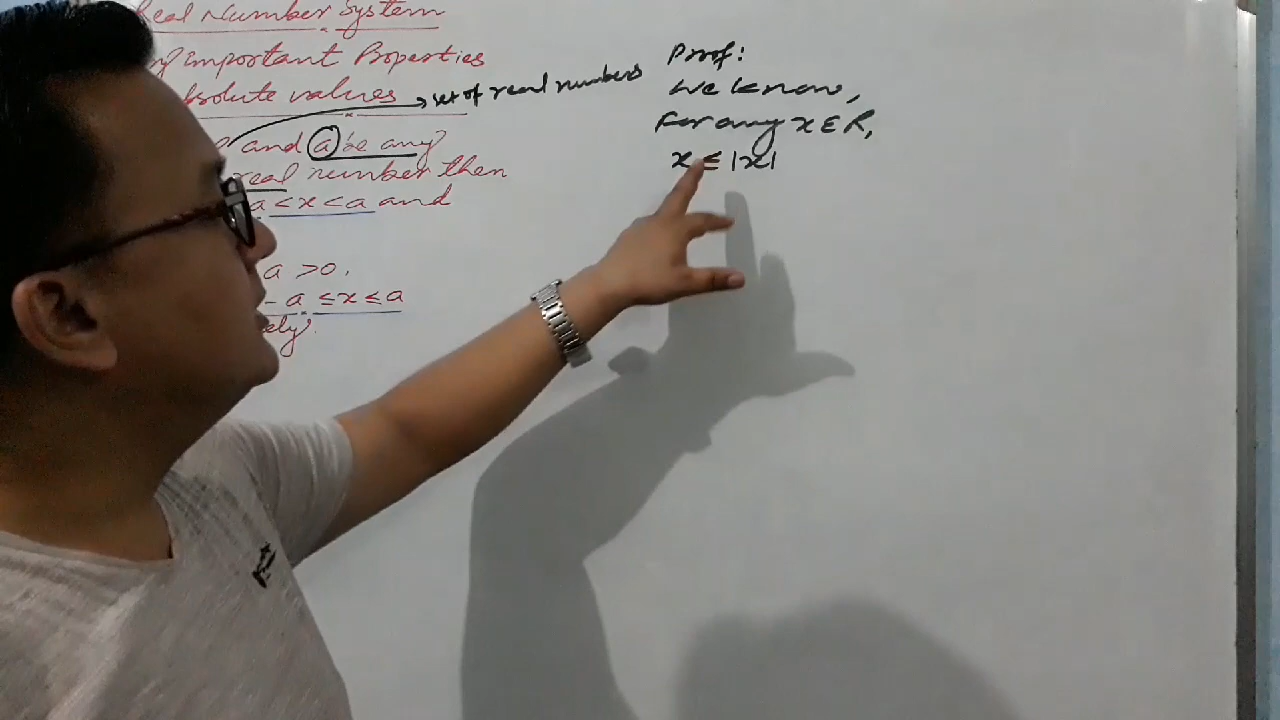 Real Number System
important Properties
absolute values
→ set of real numbers
and a be any
real number then
a < x < a and
a > 0,
- a ≤ x ≤ a
ely.
Proof:
We know,
For any x ∈ R,
x ≤ |x|